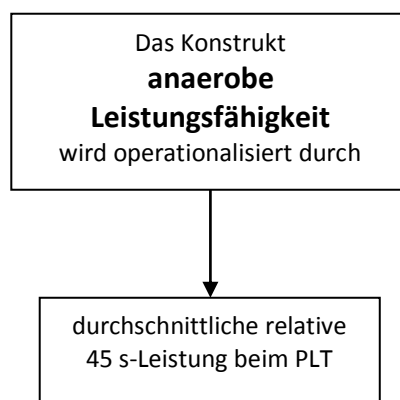 Das Konstrukt
anaerobe
Leistungsfähigkeit
wird operationalisiert durch
durchschnittliche relative
45 s-Leistung beim PLT